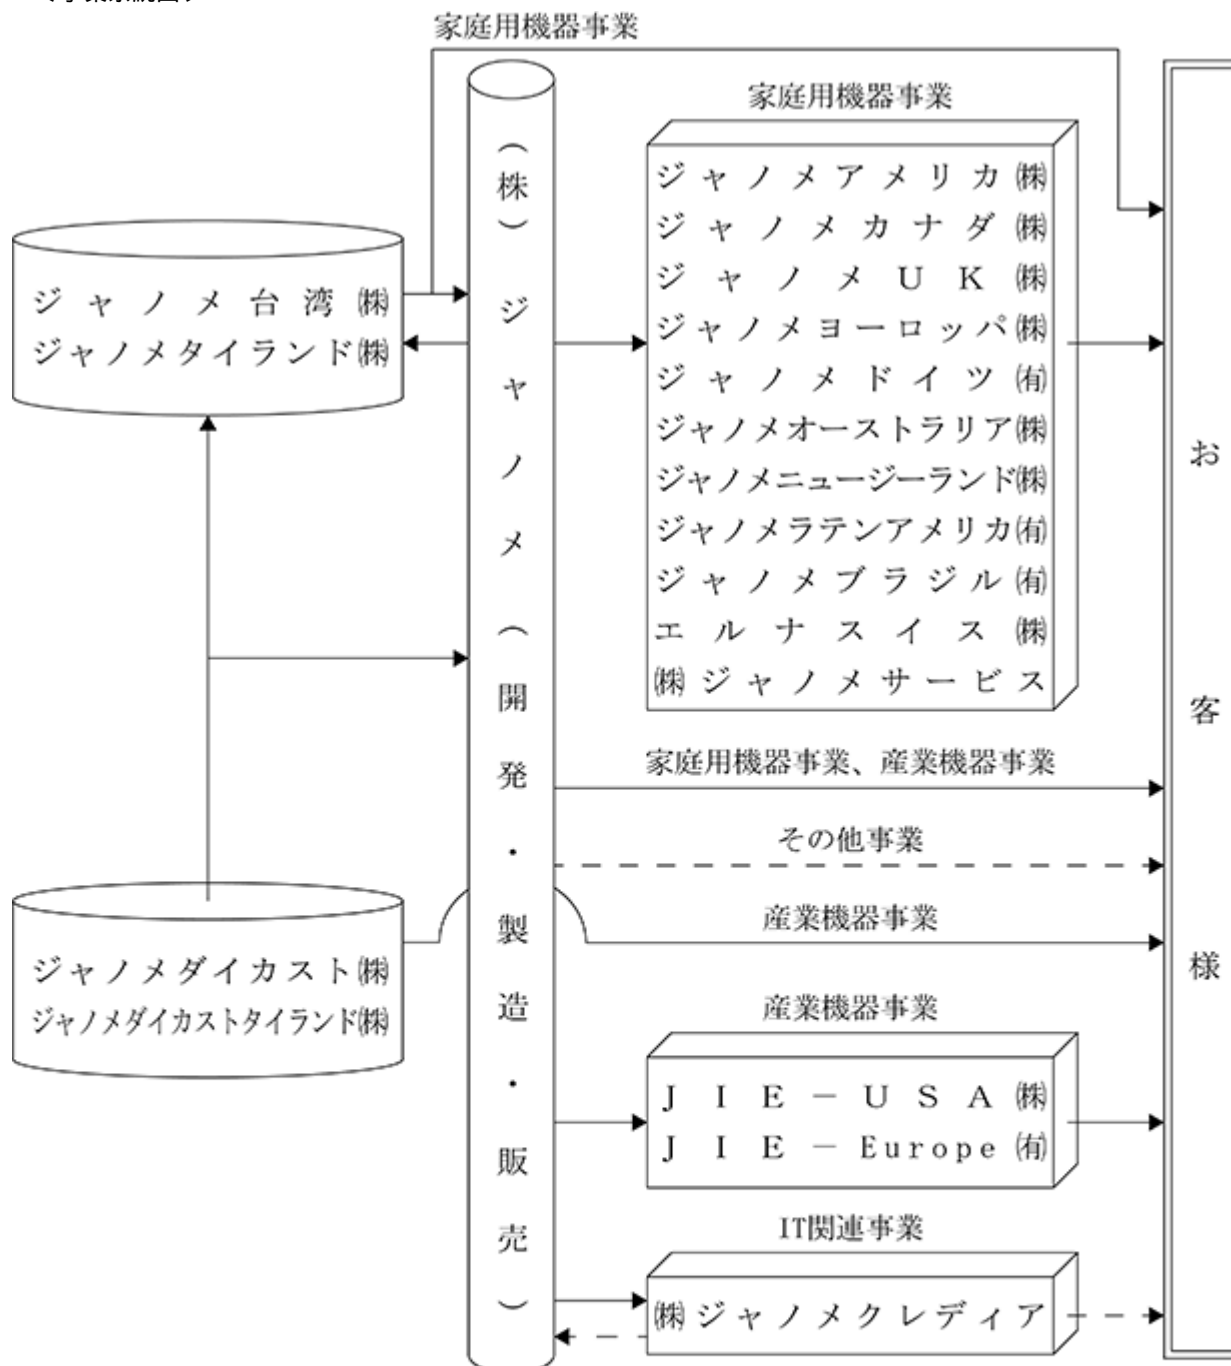 家庭用機器事業
(株)ジャノメ(開発・製造・販売)
ジャノメ台湾㈱
ジャノメタイランド㈱
ジャノメダイカスト㈱
ジャノメダイカストタイランド㈱
家庭用機器事業
ジャノメアメリカ㈱
ジャノメカナダ㈱
ジャノメUK㈱
ジャノメヨーロッパ㈱
ジャノメドイツ㈲
ジャノメオーストラリア㈱
ジャノメニュージーランド㈱
ジャノメラテンアメリカ㈲
ジャノメブラジル㈲
エルナスイス㈱
㈱ジャノメサービス
家庭用機器事業、産業機器事業
その他事業
産業機器事業
産業機器事業
JIE-USA㈱
JIE-Europe㈲
IT関連事業
㈱ジャノメクレディア
お客様